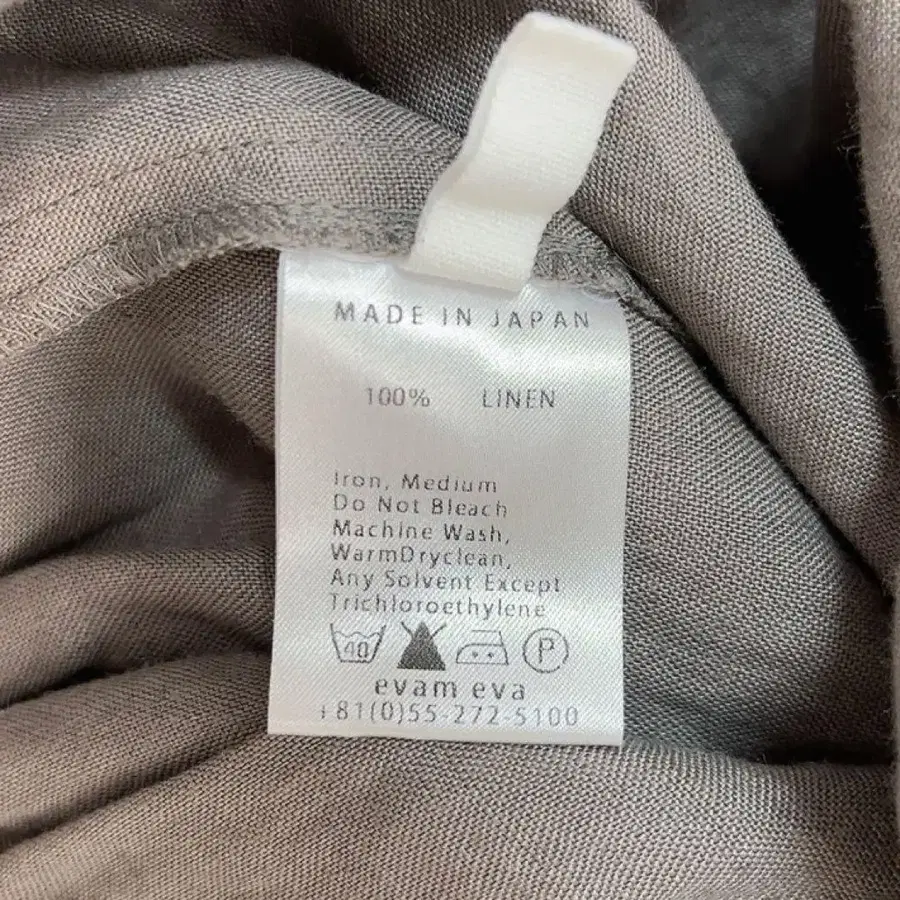 MADE IN JAPAN
100% LINEN
Iron, Medium
Do Not Bleach
Machine Wash,
WarmDryclean,
Any Solvent Except
Trichloroethylene
40 P
evam eva
+81(0)55-272-5100